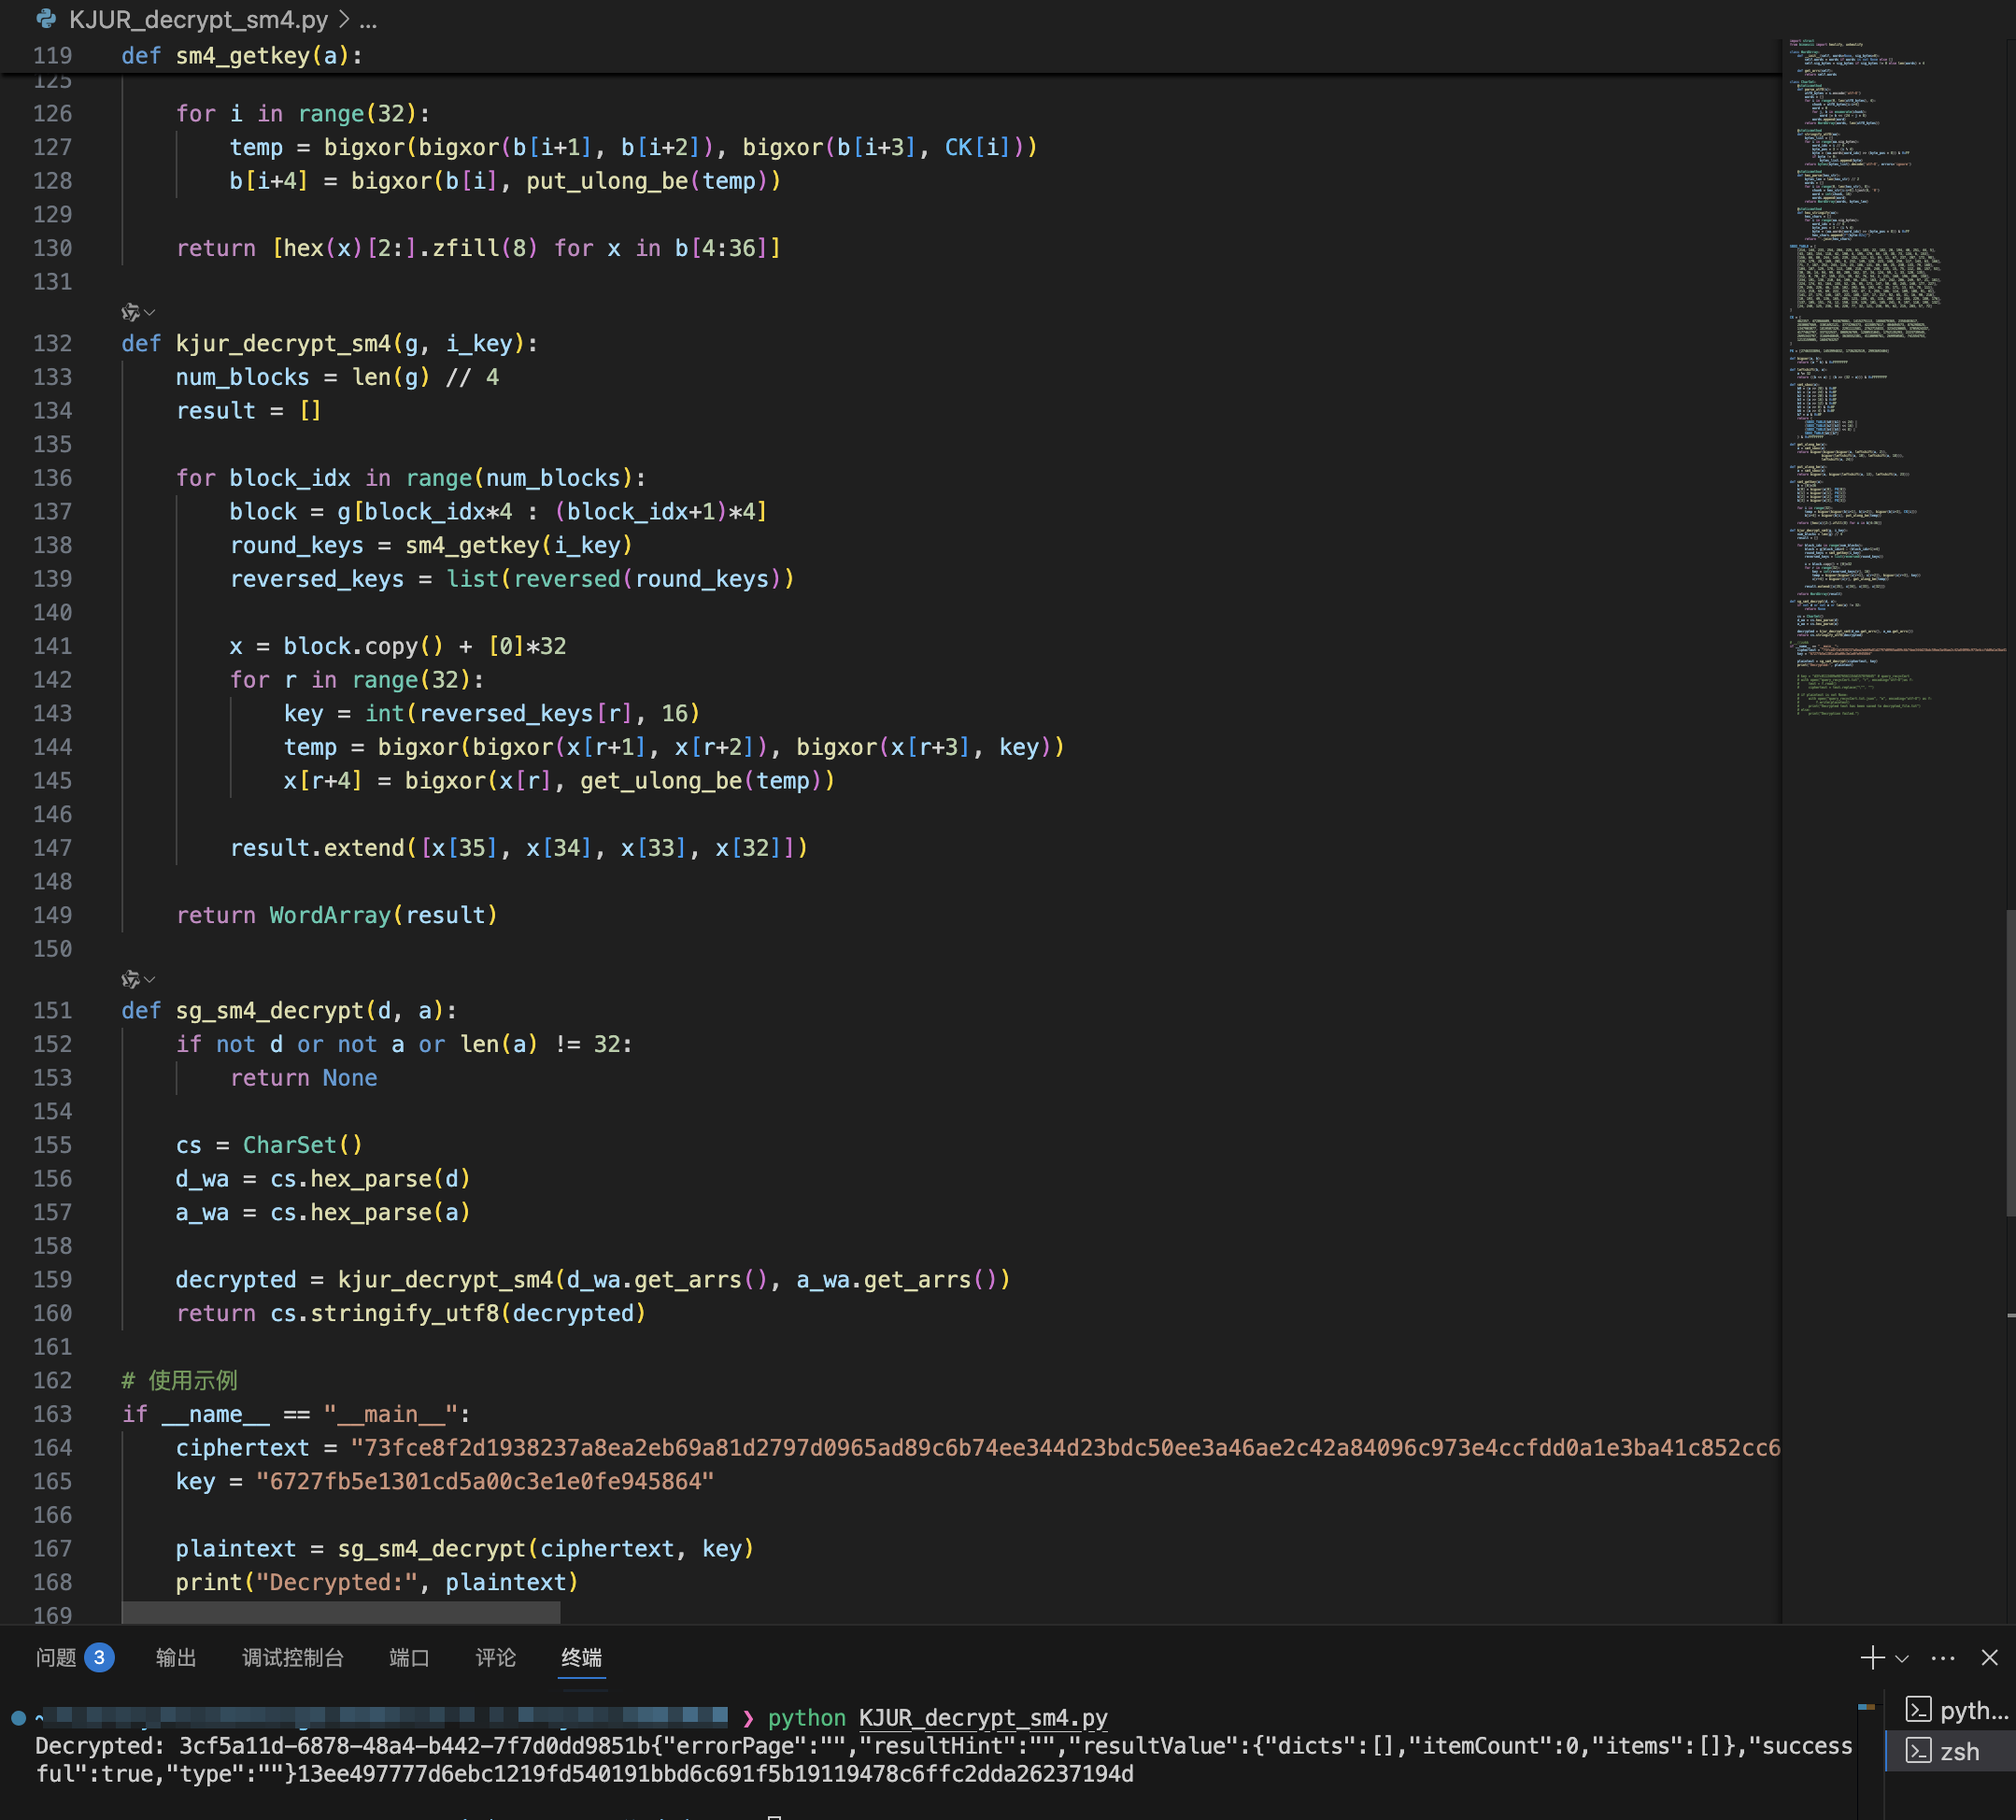 KJUR_decrypt_sm4.py > ...
119 def sm4_getkey(a):
125
126 for i in range(32):
127 temp = bigxor(bigxor(b[i+1], b[i+2]), bigxor(b[i+3], CK[i]))
128 b[i+4] = bigxor(b[i], put_ulong_be(temp))
129
130 return [hex(x)[2:].zfill(8) for x in b[4:36]]
131
132 def kjur_decrypt_sm4(g, i_key):
133 num_blocks = len(g) // 4
134 result = []
135
136 for block_idx in range(num_blocks):
137 block = g[block_idx*4 : (block_idx+1)*4]
138 round_keys = sm4_getkey(i_key)
139 reversed_keys = list(reversed(round_keys))
140
141 x = block.copy() + [0]*32
142 for r in range(32):
143 key = int(reversed_keys[r], 16)
144 temp = bigxor(bigxor(x[r+1], x[r+2]), bigxor(x[r+3], key))
145 x[r+4] = bigxor(x[r], get_ulong_be(temp))
146
147 result.extend([x[35], x[34], x[33], x[32]])
148
149 return WordArray(result)
150
151 def sg_sm4_decrypt(d, a):
152 if not d or not a or len(a) != 32:
153 return None
154
155 cs = CharSet()
156 d_wa = cs.hex_parse(d)
157 a_wa = cs.hex_parse(a)
158
159 decrypted = kjur_decrypt_sm4(d_wa.get_arrs(), a_wa.get_arrs())
160 return cs.stringify_utf8(decrypted)
161
162 # 使用示例
163 if __name__ == "__main__":
164 ciphertext = "73fce8f2d1938237a8ea2eb69a81d2797d0965ad89c6b74ee344d23bdc50ee3a46ae2c42a84096c973e4ccfdd0a1e3ba41c852cc6
165 key = "6727fb5e1301cd5a00c3e1e0fe945864"
166
167 plaintext = sg_sm4_decrypt(ciphertext, key)
168 print("Decrypted:", plaintext)
169
问题 3 输出 调试控制台 端口 评论 终端
❯ python KJUR_decrypt_sm4.py
Decrypted: 3cf5a11d-6878-48a4-b442-7f7d0dd9851b{"errorPage":"","resultHint":"","resultValue":{"dicts":[],"itemCount":0,"items":[]},"success
ful":true,"type":""}13ee497777d6ebc1219fd540191bbd6c691f5b19119478c6ffc2dda26237194d
pyth...
zsh